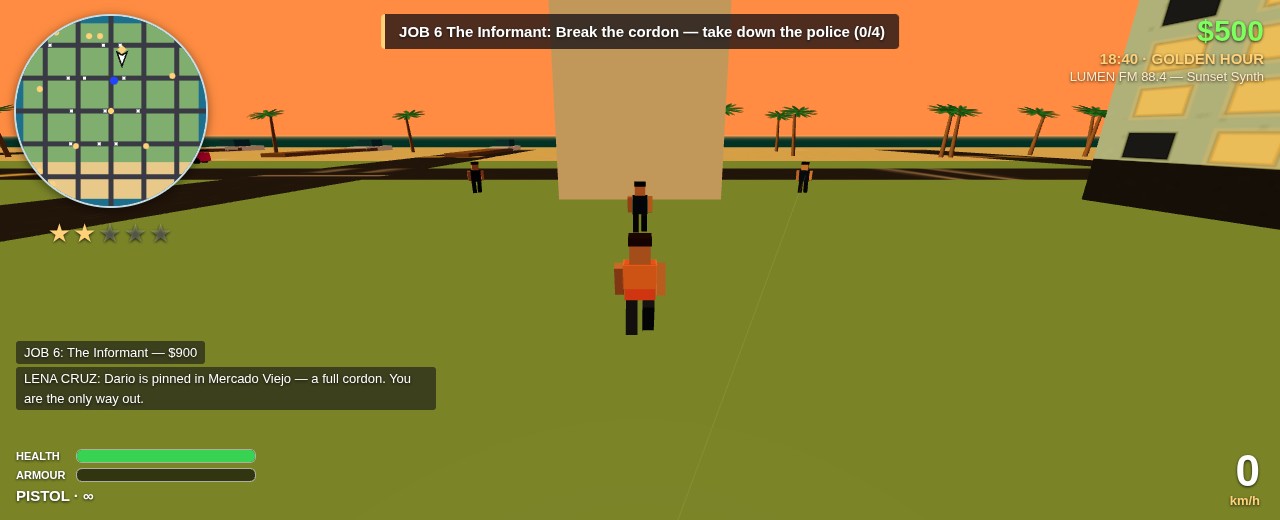 JOB 6 The Informant: Break the cordon — take down the police (0/4)
$500
18:40 · GOLDEN HOUR
LUMEN FM 88.4 — Sunset Synth
JOB 6: The Informant — $900
LENA CRUZ: Dario is pinned in Mercado Viejo — a full cordon. You
are the only way out.
HEALTH
ARMOUR
PISTOL · ∞
0
km/h